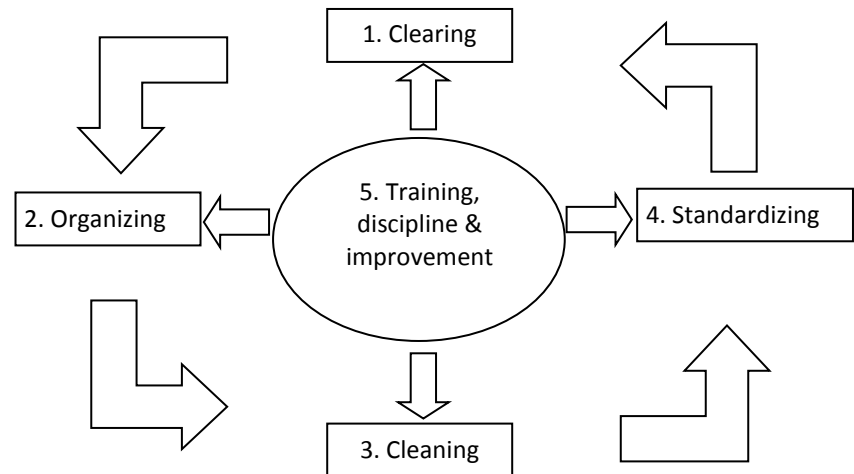 1. Clearing
2. Organizing
5. Training,
discipline &
improvement
4. Standardizing
3. Cleaning